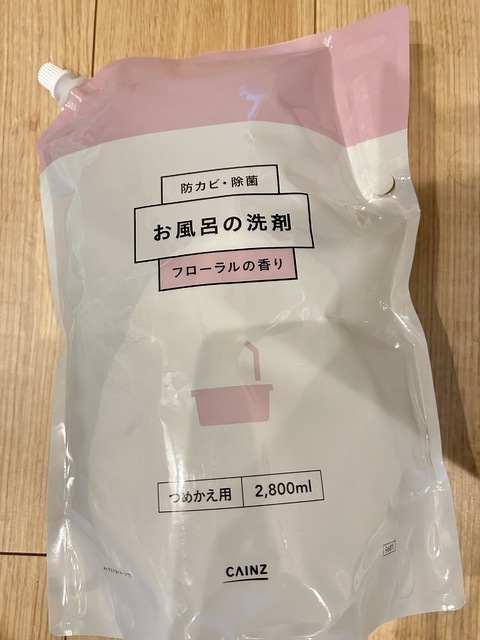 防カビ・除菌
お風呂の洗剤
フローラルの香り
つめかえ用 2,800ml
CAINZ